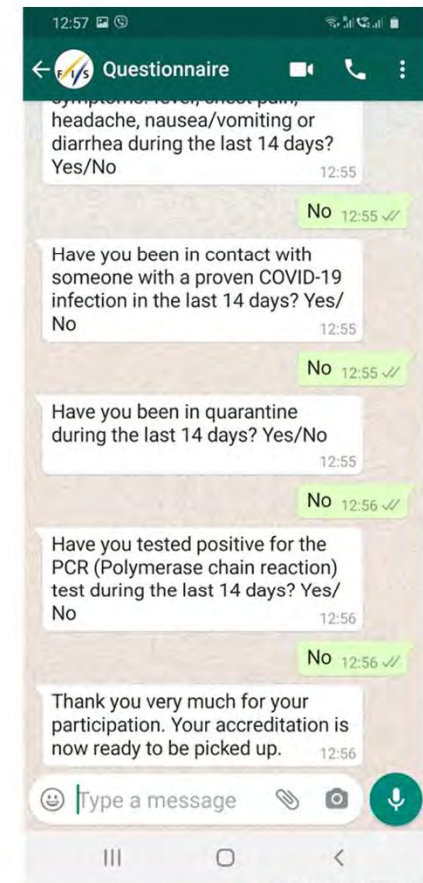 12:57
FIS
Questionnaire
symptoms: fever, chest pain,
headache, nausea/vomiting or
diarrhea during the last 14 days?
Yes/No
12:55
No 12:55
Have you been in contact with
someone with a proven COVID-19
infection in the last 14 days? Yes/
No
12:55
No 12:55
Have you been in quarantine
during the last 14 days? Yes/No
12:55
No 12:56
Have you tested positive for the
PCR (Polymerase chain reaction)
test during the last 14 days? Yes/
No
12:56
No 12:56
Thank you very much for your
participation. Your accreditation is
now ready to be picked up.
12:56
Type a message